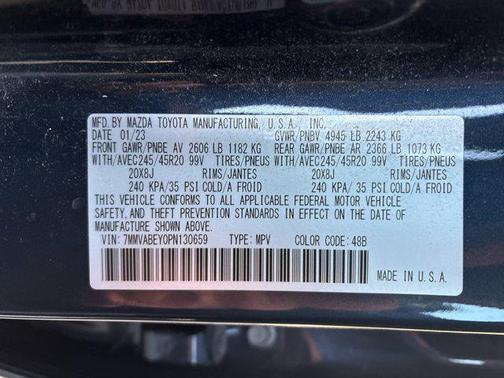 MFD. BY MAZDA TOYOTA MANUFACTURING, U.S.A., INC.
DATE 01/23 GVWR/PNBV 4945 LB 2243 KG
FRONT GAWR/PNBE AV 2606 LB 1182 KG REAR GAWR/PNBE AR 2366 LB 1073 KG
WITH/AVEC245/45R20 99V TIRES/PNEUS WITH/AVEC245/45R20 99V TIRES/PNEUS
20X8J RIMS/JANTES 20X8J RIMS/JANTES
240 KPA/35 PSI COLD/A FROID 240 KPA/35 PSI COLD/A FROID
THIS VEHICLE CONFORMS TO ALL APPLICABLE FEDERAL MOTOR VEHICLE
SAFETY AND THEFT PREVENTION STANDARDS IN EFFECT ON THE DATE OF
MANUFACTURE SHOWN ABOVE.
VIN: 7MMVABEY0PN130659 TYPE: MPV COLOR CODE: 48B
MADE IN U.S.A.